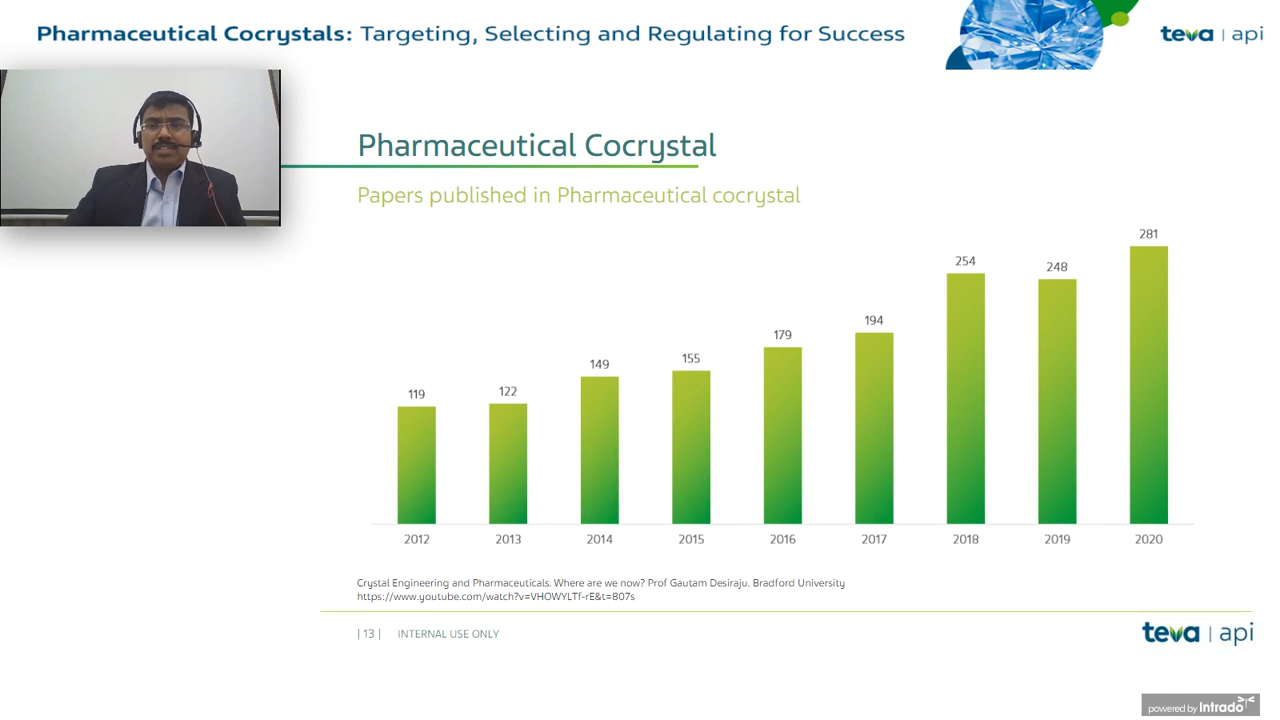 Pharmaceutical Cocrystals: Targeting, Selecting and Regulating for Success
teva | api
Pharmaceutical Cocrystal
Papers published in Pharmaceutical cocrystal
119
122
149
155
179
194
254
248
281
2012
2013
2014
2015
2016
2017
2018
2019
2020
Crystal Engineering and Pharmaceuticals. Where are we now? Prof Gautam Desiraju. Bradford University
https://www.youtube.com/watch?v=VHOWYLTf-rE&t=807s
| 13 | INTERNAL USE ONLY
teva | api
powered by Intrado